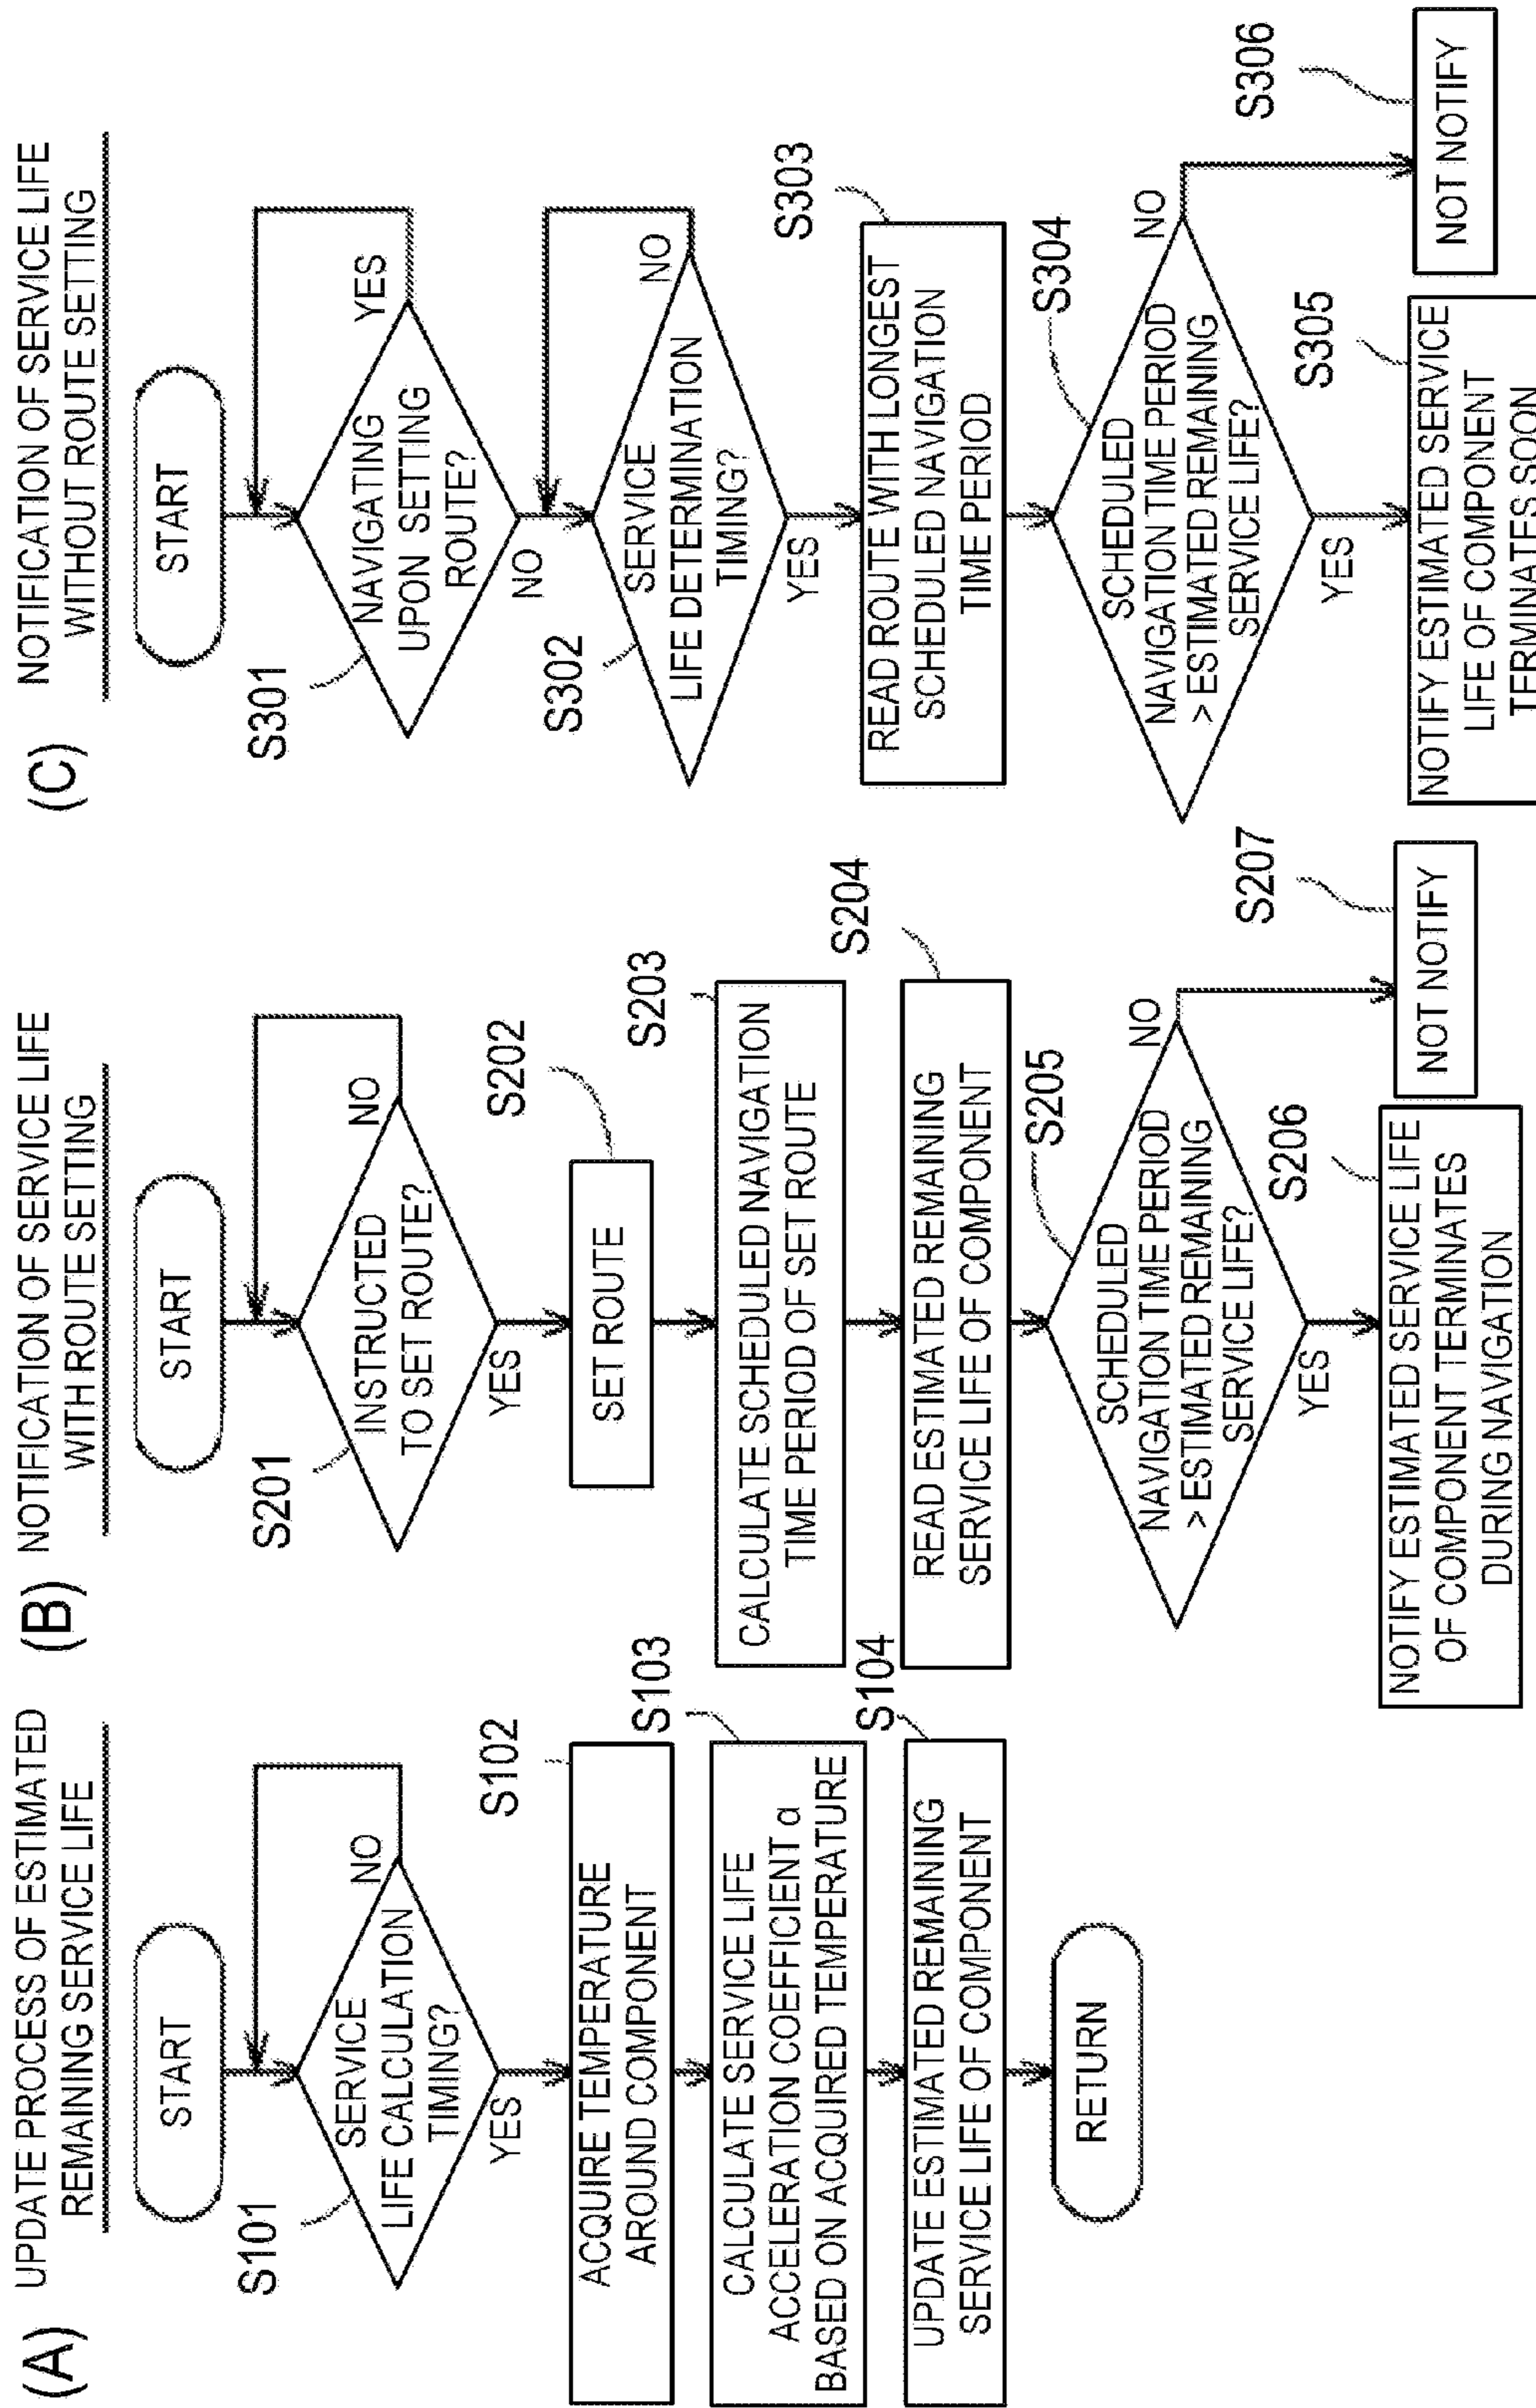 (A)
UPDATE PROCESS OF ESTIMATED
REMAINING SERVICE LIFE
START
S101
SERVICE
LIFE CALCULATION
TIMING?
NO
YES
S102
ACQUIRE TEMPERATURE
AROUND COMPONENT
S103
CALCULATE SERVICE LIFE
ACCELERATION COEFFICIENT α
BASED ON ACQUIRED TEMPERATURE
S104
UPDATE ESTIMATED REMAINING
SERVICE LIFE OF COMPONENT
RETURN
(B)
NOTIFICATION OF SERVICE LIFE
WITH ROUTE SETTING
START
S201
INSTRUCTED
TO SET ROUTE?
NO
YES
S202
SET ROUTE
S203
CALCULATE SCHEDULED NAVIGATION
TIME PERIOD OF SET ROUTE
S204
READ ESTIMATED REMAINING
SERVICE LIFE OF COMPONENT
S205
SCHEDULED
NAVIGATION TIME PERIOD
> ESTIMATED REMAINING
SERVICE LIFE?
NO
YES
S206
NOTIFY ESTIMATED SERVICE LIFE
OF COMPONENT TERMINATES
DURING NAVIGATION
S207
NOT NOTIFY
(C)
NOTIFICATION OF SERVICE LIFE
WITHOUT ROUTE SETTING
START
S301
NAVIGATING
UPON SETTING
ROUTE?
YES
NO
S302
SERVICE
LIFE DETERMINATION
TIMING?
NO
YES
S303
READ ROUTE WITH LONGEST
SCHEDULED NAVIGATION
TIME PERIOD
S304
SCHEDULED
NAVIGATION TIME PERIOD
> ESTIMATED REMAINING
SERVICE LIFE?
NO
YES
S305
NOTIFY ESTIMATED SERVICE
LIFE OF COMPONENT
TERMINATES SOON
S306
NOT NOTIFY